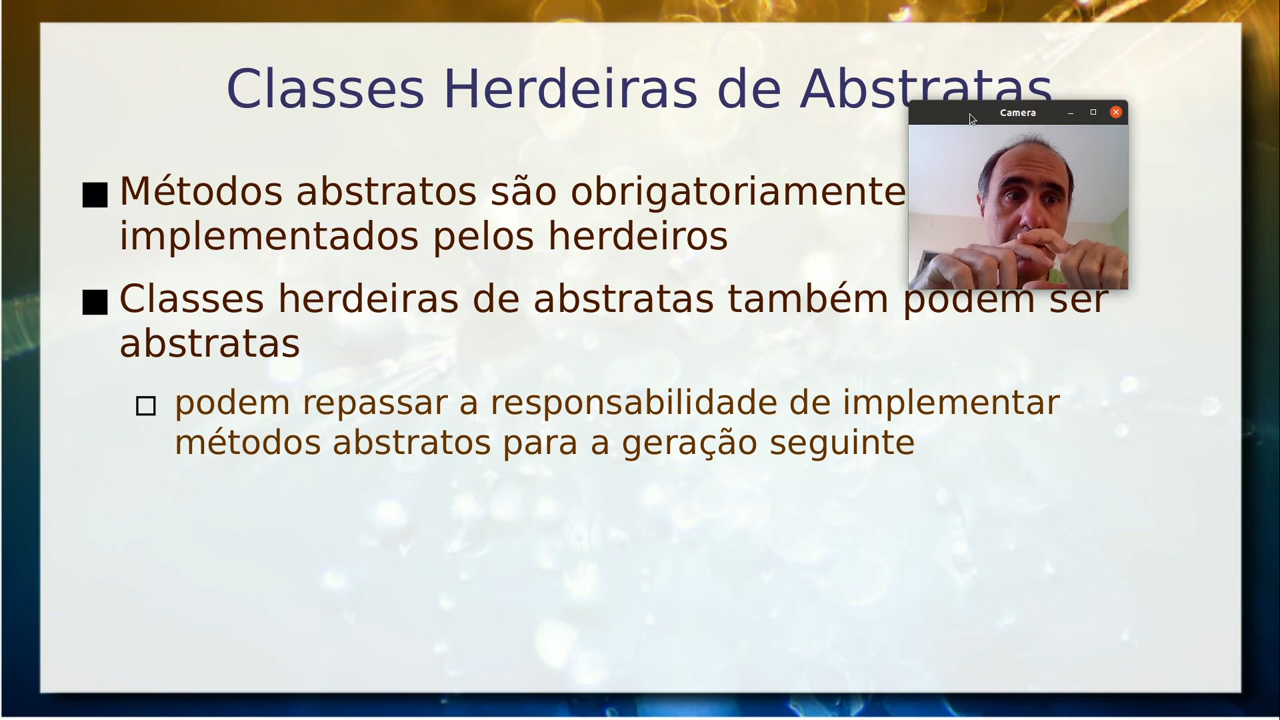 Classes Herdeiras de Abstratas
Camera
Métodos abstratos são obrigatoriamente
implementados pelos herdeiros
Classes herdeiras de abstratas também podem ser
abstratas
podem repassar a responsabilidade de implementar
métodos abstratos para a geração seguinte